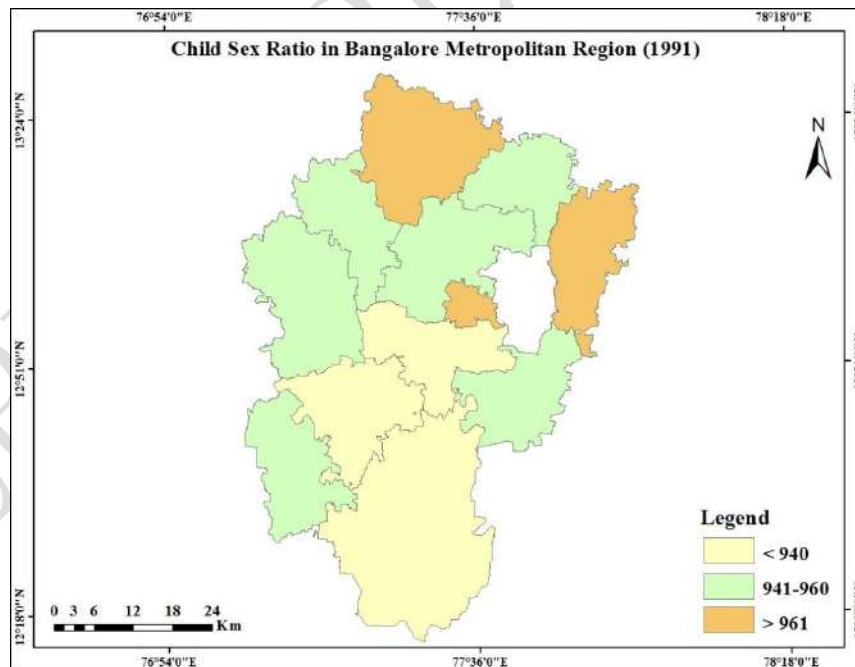 76°54'0"E 77°36'0"E 78°18'0"E
Child Sex Ratio in Bangalore Metropolitan Region (1991)
13°24'0"N
N
12°51'0"N
Legend
< 940
941-960
> 961
0 3 6 12 18 24
Km
12°18'0"N
76°54'0"E 77°36'0"E 78°18'0"E